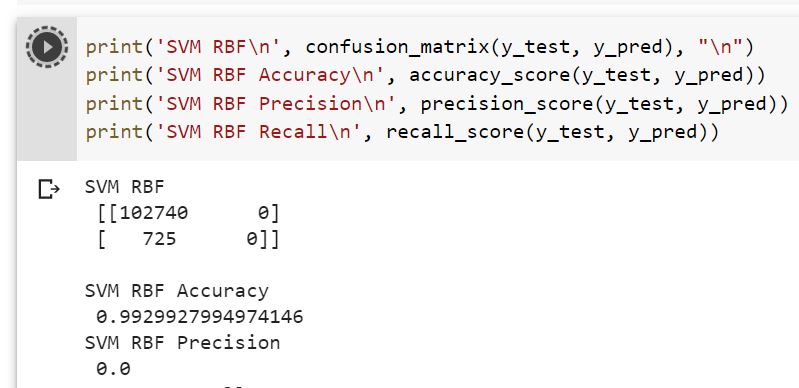 print('SVM RBF\n', confusion_matrix(y_test, y_pred), "\n")
print('SVM RBF Accuracy\n', accuracy_score(y_test, y_pred))
print('SVM RBF Precision\n', precision_score(y_test, y_pred))
print('SVM RBF Recall\n', recall_score(y_test, y_pred))
SVM RBF
[[102740      0]
[   725      0]]
SVM RBF Accuracy
0.9929927994974146
SVM RBF Precision
0.0